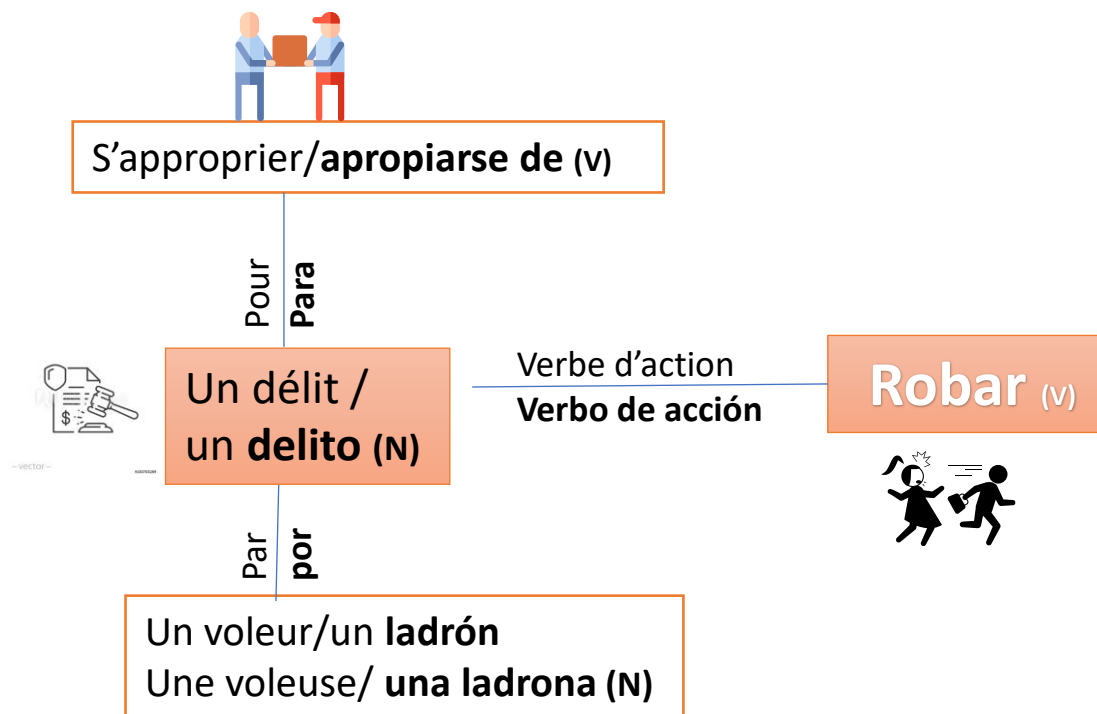 S'approprier/apropiarse de (V)
Pour
Para
Un délit /
un delito (N)
Verbe d'action
Verbo de acción
Robar (V)
Par
por
Un voleur/un ladrón
Une voleuse/ una ladrona (N)
$
–vector–